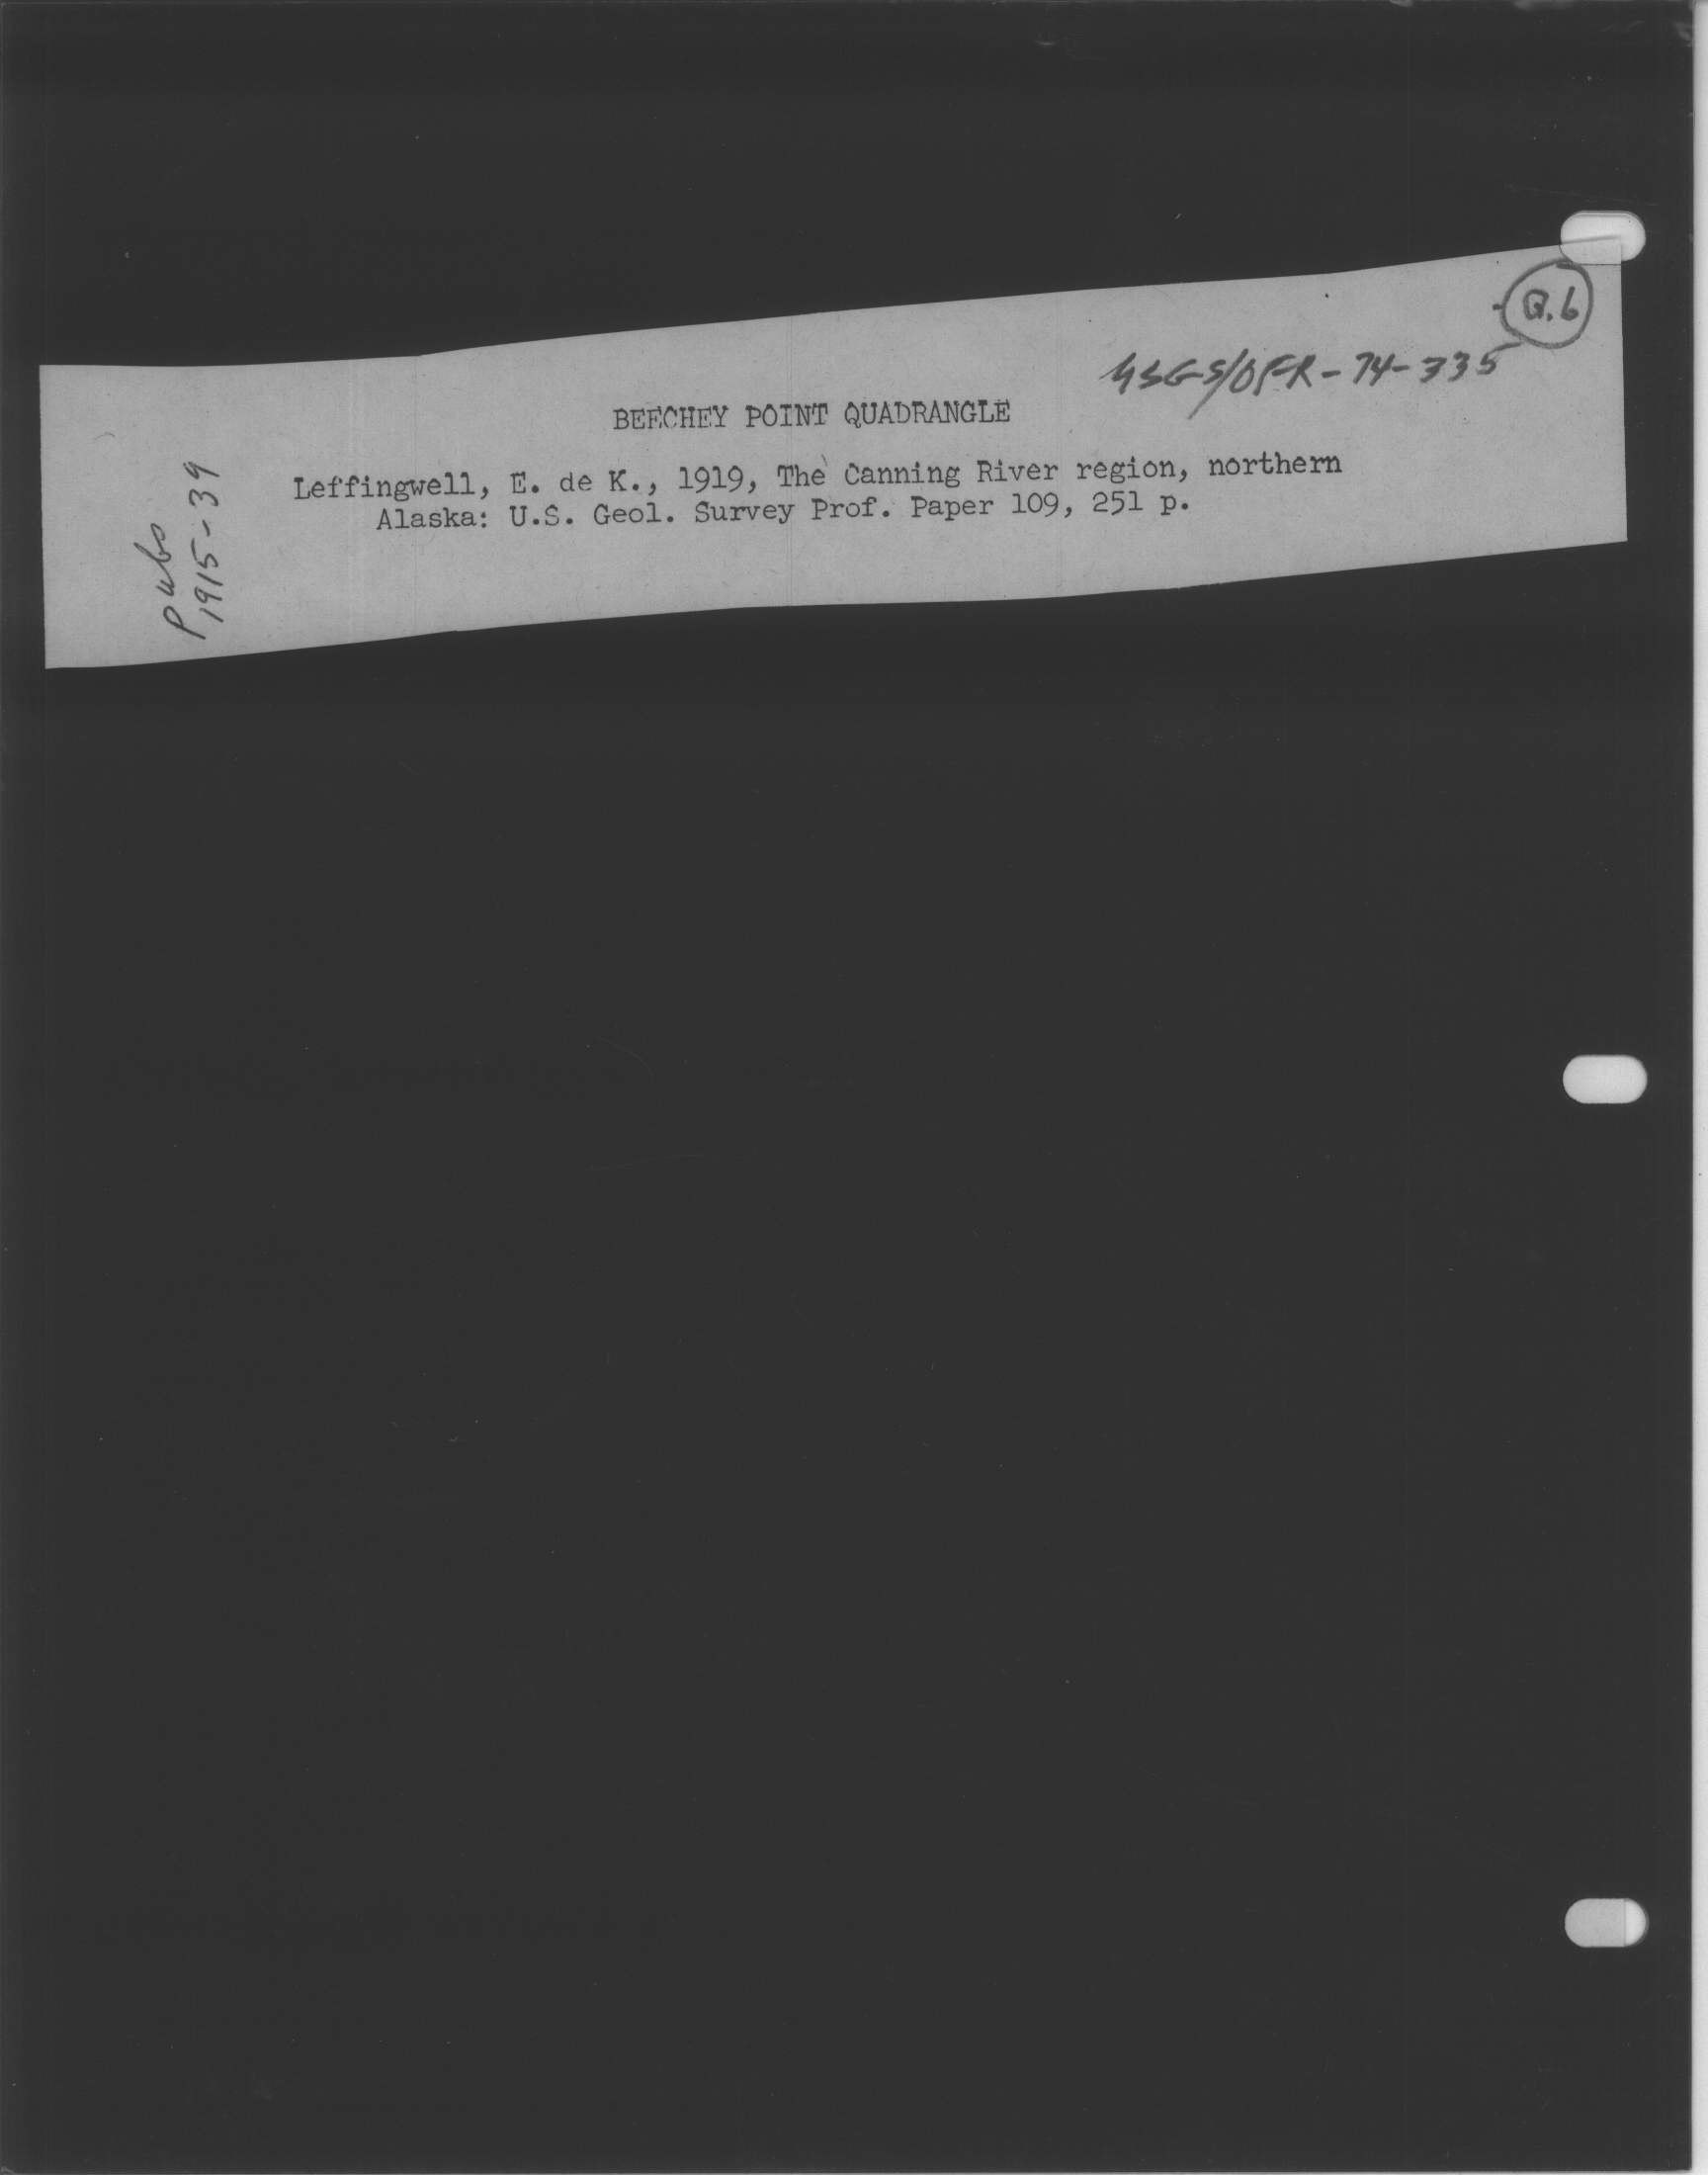 Q.6
USGS/OFR-74-335
BEECHEY POINT QUADRANGLE
Leffingwell, E. de K., 1919, The Canning River region, northern
Alaska: U.S. Geol. Survey Prof. Paper 109, 251 p.
Pubs
1915-39